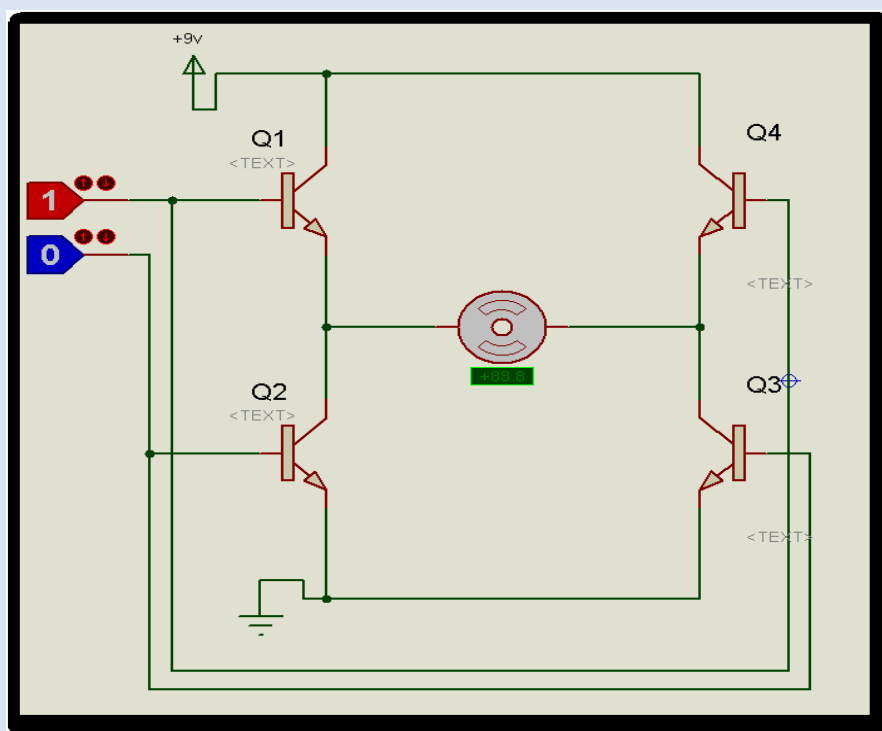 +9v
Q1
<TEXT>
Q4
1
0
<TEXT>
+88.8
Q2
<TEXT>
Q3
<TEXT>